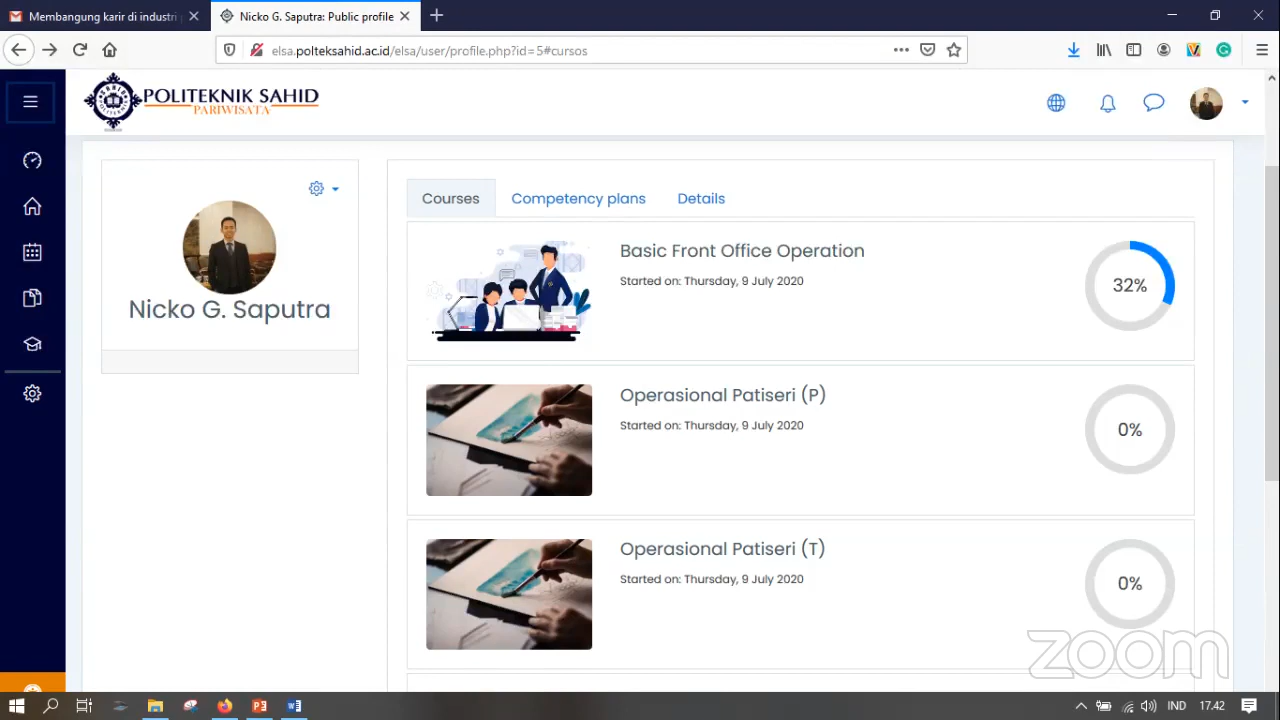 Membangung karir di industri
Nicko G. Saputra: Public profile
elsa.polteksahid.ac.id/elsa/user/profile.php?id=5#cursos
POLITEKNIK SAHID
PARIWISATA
Nicko G. Saputra
Courses
Competency plans
Details
Basic Front Office Operation
Started on: Thursday, 9 July 2020
32%
Operasional Patiseri (P)
Started on: Thursday, 9 July 2020
0%
Operasional Patiseri (T)
Started on: Thursday, 9 July 2020
0%
zoom
IND
17.42